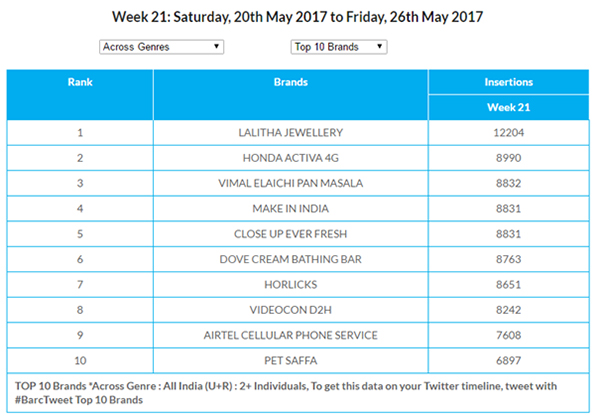 Week 21: Saturday, 20th May 2017 to Friday, 26th May 2017
Across Genres Top 10 Brands
Rank Brands Insertions
Week 21
1 LALITHA JEWELLERY 12204
2 HONDA ACTIVA 4G 8990
3 VIMAL ELAICHI PAN MASALA 8832
4 MAKE IN INDIA 8831
5 CLOSE UP EVER FRESH 8831
6 DOVE CREAM BATHING BAR 8763
7 HORLICKS 8651
8 VIDEOCON D2H 8242
9 AIRTEL CELLULAR PHONE SERVICE 7608
10 PET SAFFA 6897
TOP 10 Brands *Across Genre : All India (U+R) : 2+ Individuals, To get this data on your Twitter timeline, tweet with
#BarcTweet Top 10 Brands